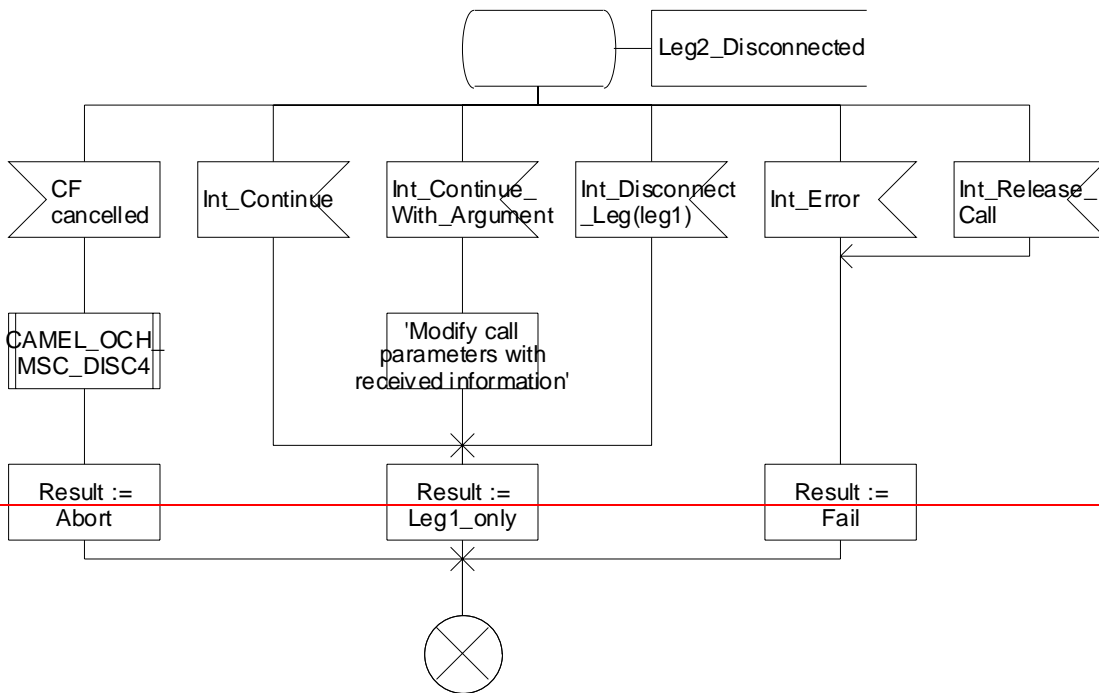 Leg2_Disconnected
CF
cancelled
Int_Continue
Int_Continue_
With_Argument
Int_Disconnect
_Leg(leg1)
Int_Error
Int_Release_
Call
CAMEL_OCH_
MSC_DISC4
'Modify call
parameters with
received information'
Result :=
Abort
Result :=
Leg1_only
Result :=
Fail